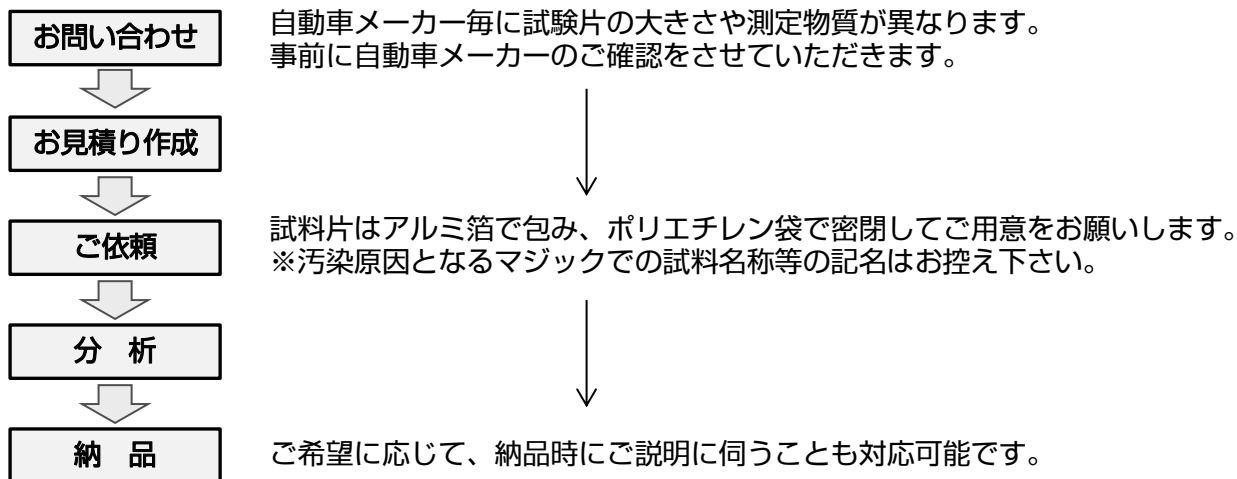 お問い合わせ
自動車メーカー毎に試験片の大きさや測定物質が異なります。
事前に自動車メーカーのご確認をさせていただきます。
お見積り作成
ご依頼
試料片はアルミ箔で包み、ポリエチレン袋で密閉してご用意をお願いします。
※汚染原因となるマジックでの試料名称等の記名はお控え下さい。
分　析
納　品
ご希望に応じて、納品時にご説明に伺うことも対応可能です。